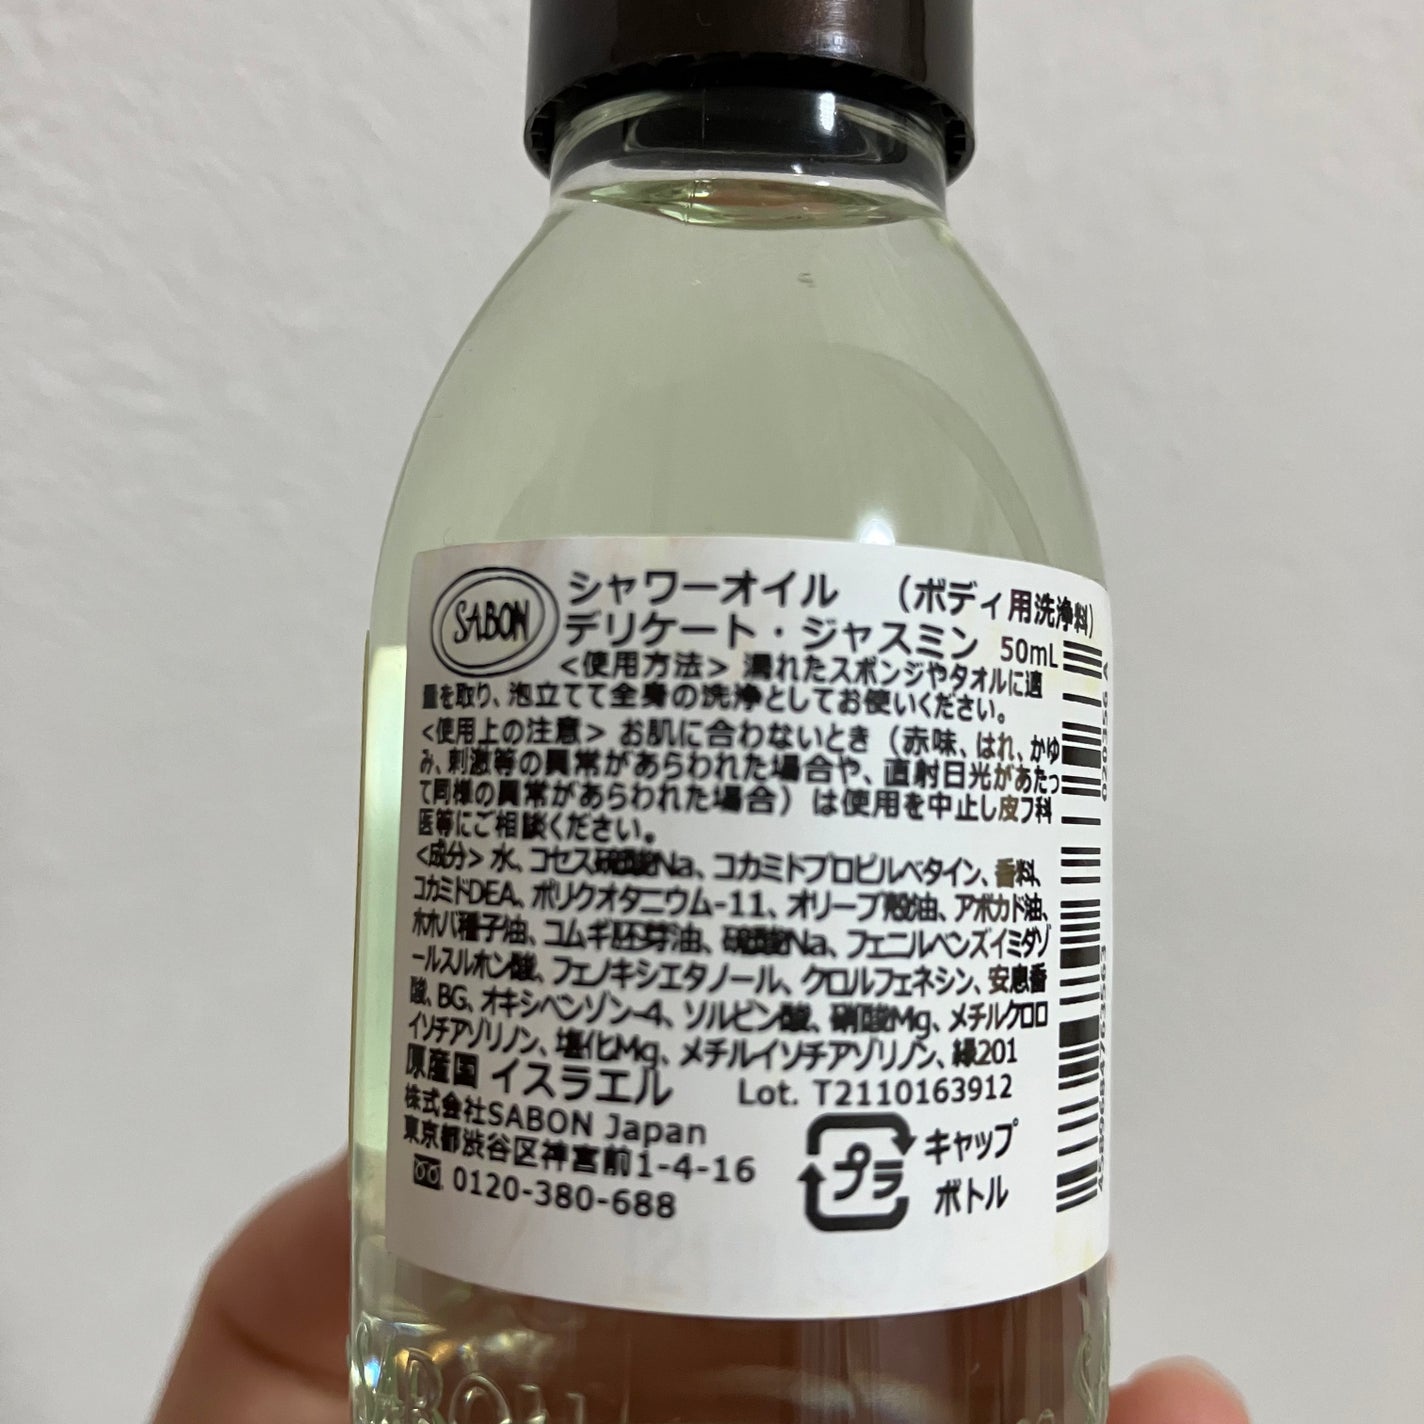 SABON
シャワーオイル （ボディ用洗浄料）
デリケート・ジャスミン 50mL
＜使用方法＞ 濡れたスポンジやタオルに適
量を取り、泡立てて全身の洗浄としてお使いください。
＜使用上の注意＞ お肌に合わないとき（赤味、はれ、かゆ
み、刺激等の異常があらわれた場合や、直射日光があたっ
て同様の異常があらわれた場合）は使用を中止し皮フ科
医等にご相談ください。
＜成分＞ 水、コセス硫酸Na、コカミドプロピルベタイン、香料、
コカミドDEA、ポリクオタニウム-11、オリーブ殻油、アボカド油、
ホホバ種子油、コムギ胚芽油、硫酸Na、フェニルベンズイミダゾ
ールスルホン酸、フェノキシエタノール、クロルフェネシン、安息香
酸、BG、オキシベンゾン-4、ソルビン酸、硝酸Mg、メチルクロロ
イソチアゾリノン、塩化Mg、メチルイソチアゾリノン、緑201
原産国 イスラエル Lot. T2110163912
株式会社SABON Japan
東京都渋谷区神宮前1-4-16
0120-380-688
プラ
キャップ
ボトル
020356 A